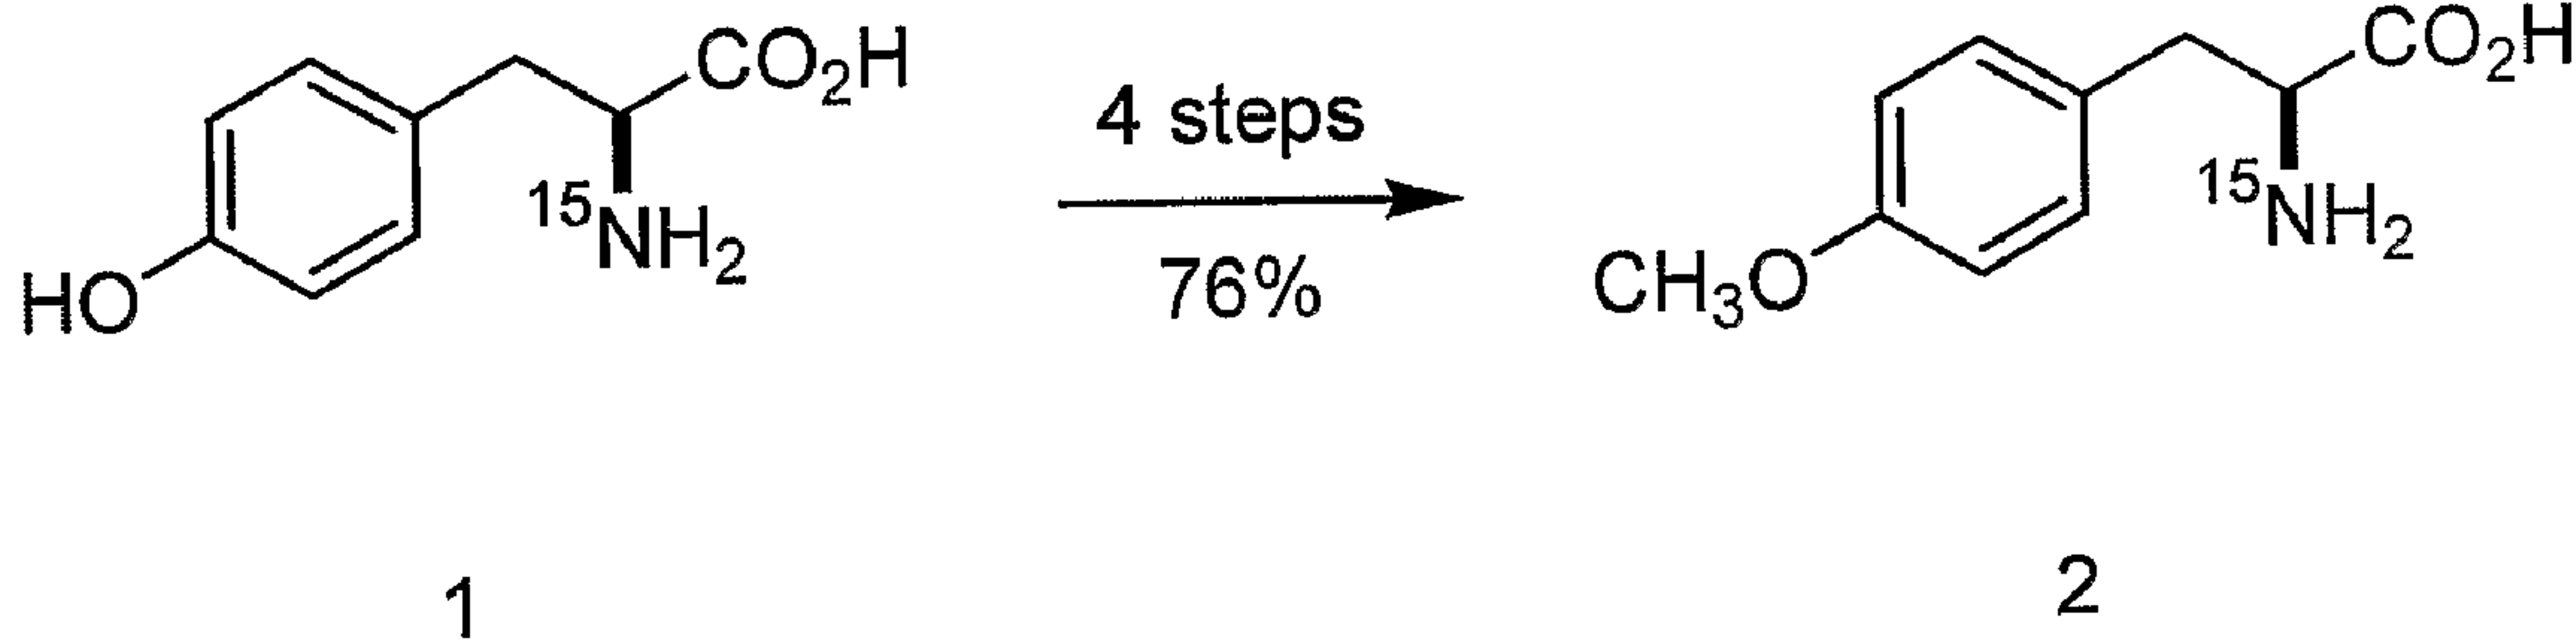 CO₂H
¹⁵NH₂
HO
1
4 steps
76%
CO₂H
¹⁵NH₂
CH₃O
2